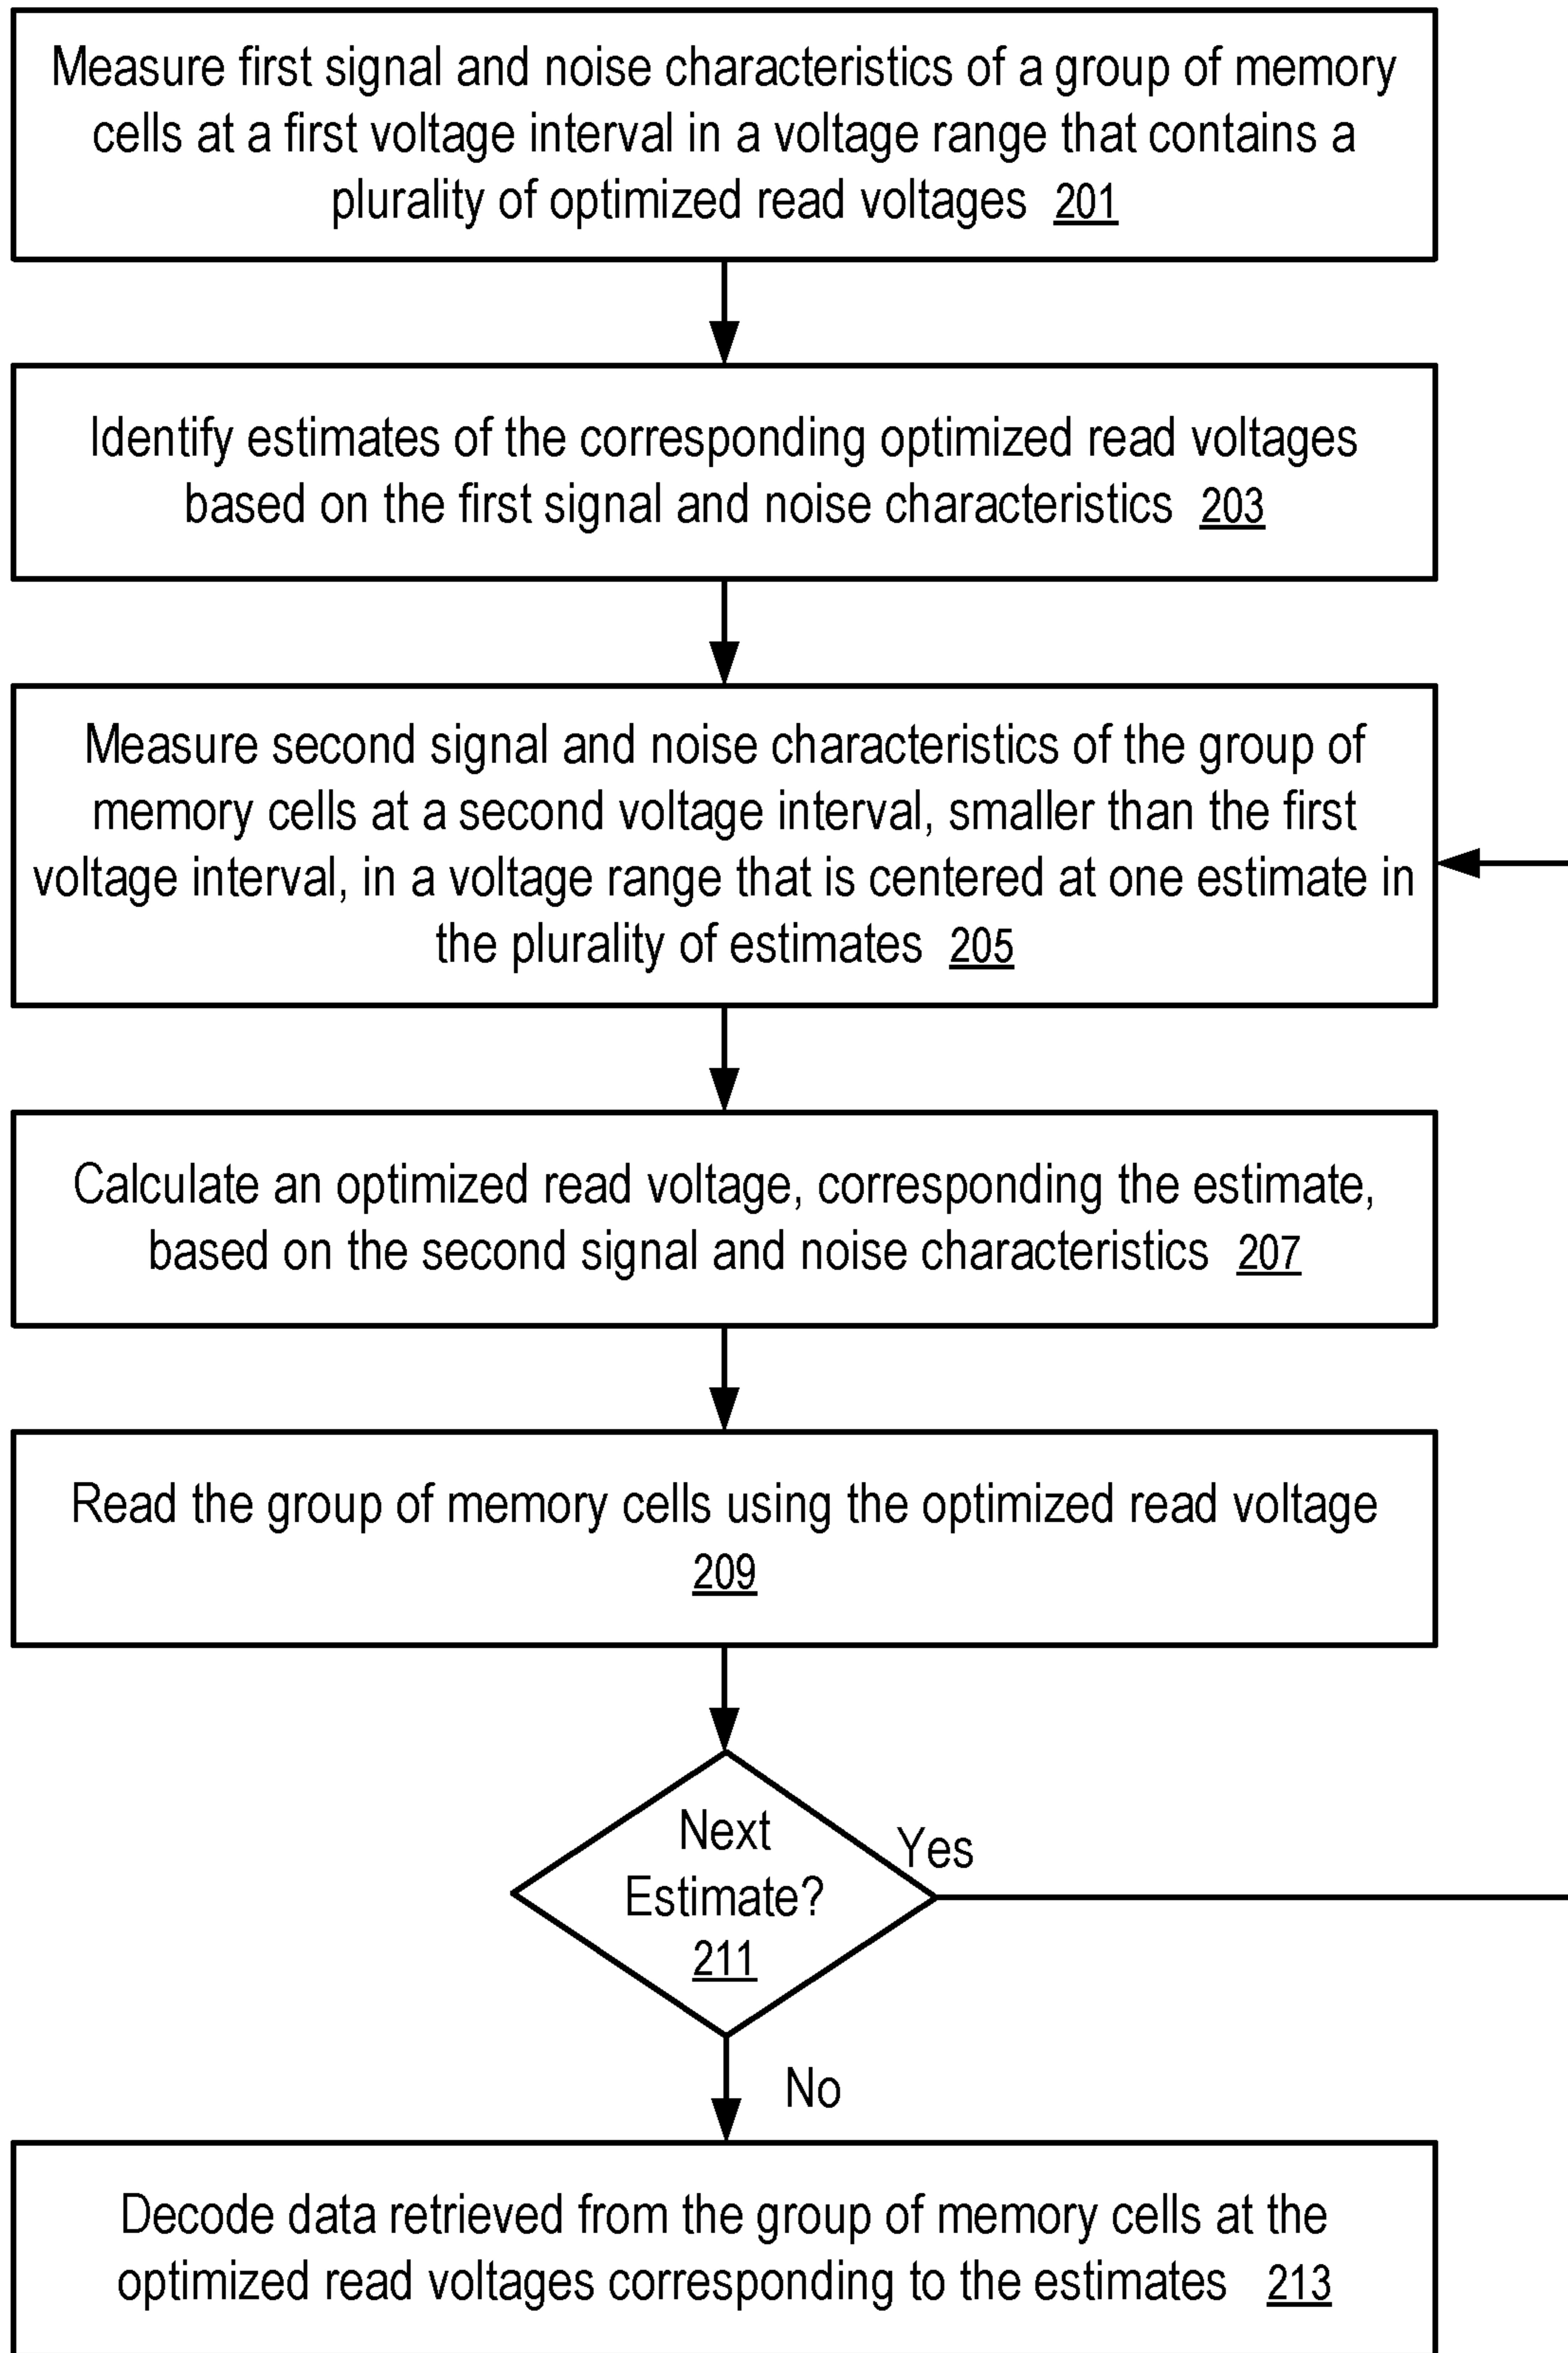 Measure first signal and noise characteristics of a group of memory
cells at a first voltage interval in a voltage range that contains a
plurality of optimized read voltages 201
Identify estimates of the corresponding optimized read voltages
based on the first signal and noise characteristics 203
Measure second signal and noise characteristics of the group of
memory cells at a second voltage interval, smaller than the first
voltage interval, in a voltage range that is centered at one estimate in
the plurality of estimates 205
Calculate an optimized read voltage, corresponding the estimate,
based on the second signal and noise characteristics 207
Read the group of memory cells using the optimized read voltage
209
Next
Estimate?
211
Yes
No
Decode data retrieved from the group of memory cells at the
optimized read voltages corresponding to the estimates 213